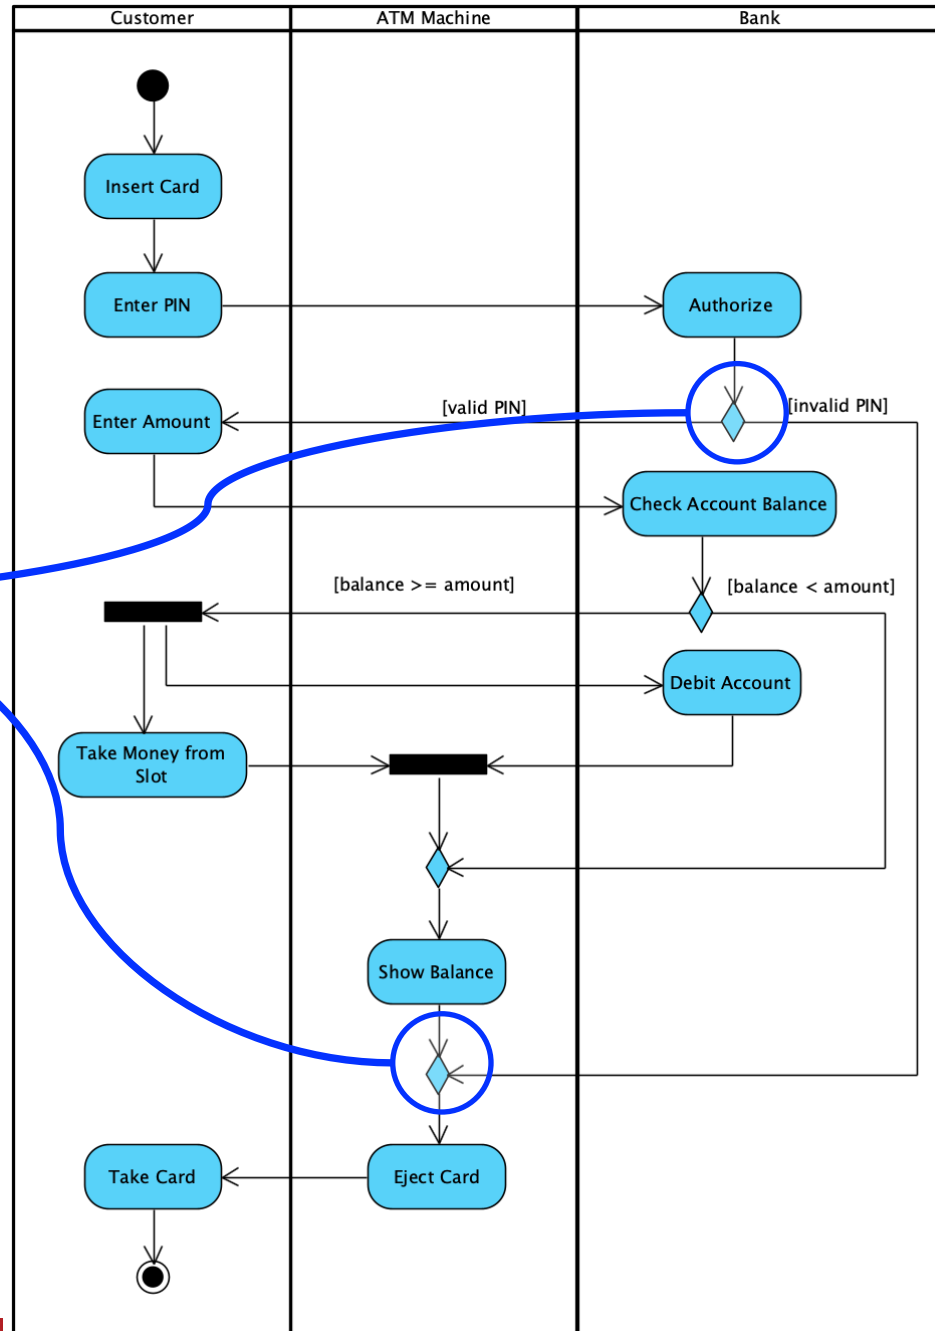 Customer
ATM Machine
Bank
Insert Card
Enter PIN
Authorize
Enter Amount
[valid PIN]
[invalid PIN]
Check Account Balance
[balance >= amount]
[balance < amount]
Debit Account
Take Money from
Slot
Show Balance
Take Card
Eject Card